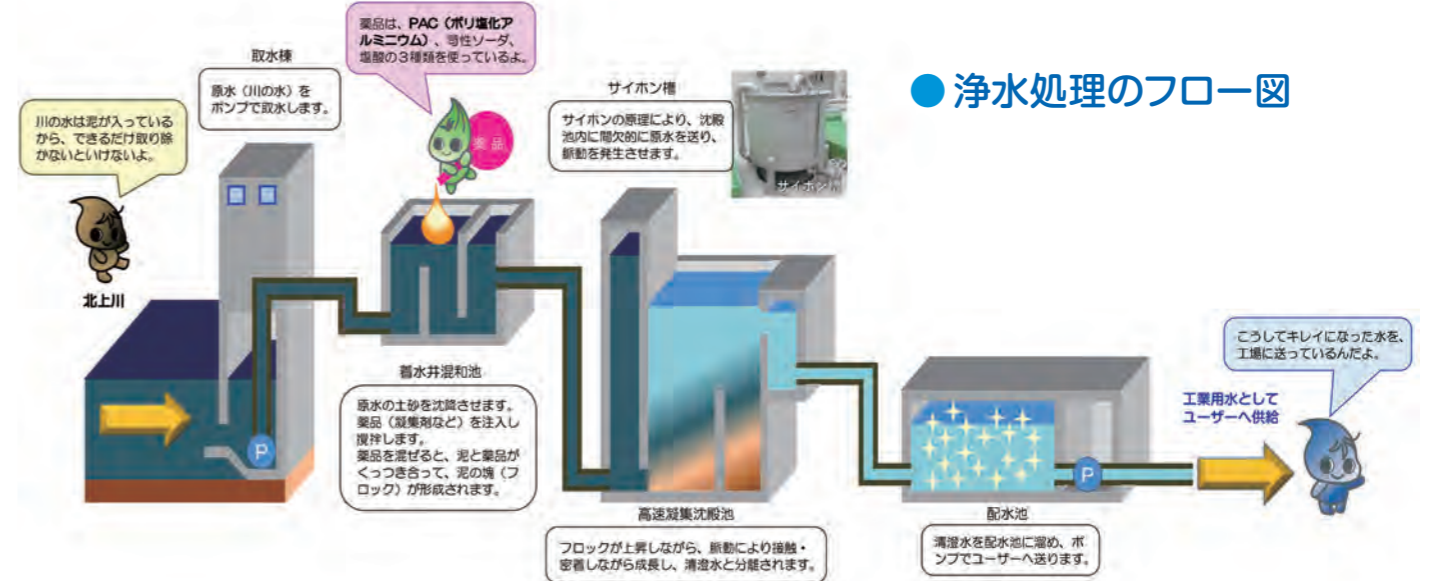 ● 浄水処理のフロー図
薬品は、PAC（ポリ塩化ア
ルミニウム）、苛性ソーダ、
塩酸の３種類を使っているよ。
取水棟
原水（川の水）を
ポンプで取水します。
川の水は泥が入っている
から、できるだけ取り除
かないといけないよ。
北上川
P
薬品
着水井混和池
原水の土砂を沈降させます。
薬品（凝集剤など）を注入し
撹拌します。
薬品を混ぜると、泥と薬品が
くっつき合って、泥の塊（フ
ロック）が形成されます。
サイホン槽
サイホンの原理により、沈殿
池内に間欠的に原水を送り、
脈動を発生させます。
サイホン
高速凝集沈殿池
フロックが上昇しながら、脈動により接触・
密着しながら成長し、清澄水と分離されます。
配水池
清澄水を配水池に溜め、ポ
ンプでユーザーへ送ります。
P
工業用水として
ユーザーへ供給
こうしてキレイになった水を、
工場に送っているんだよ。